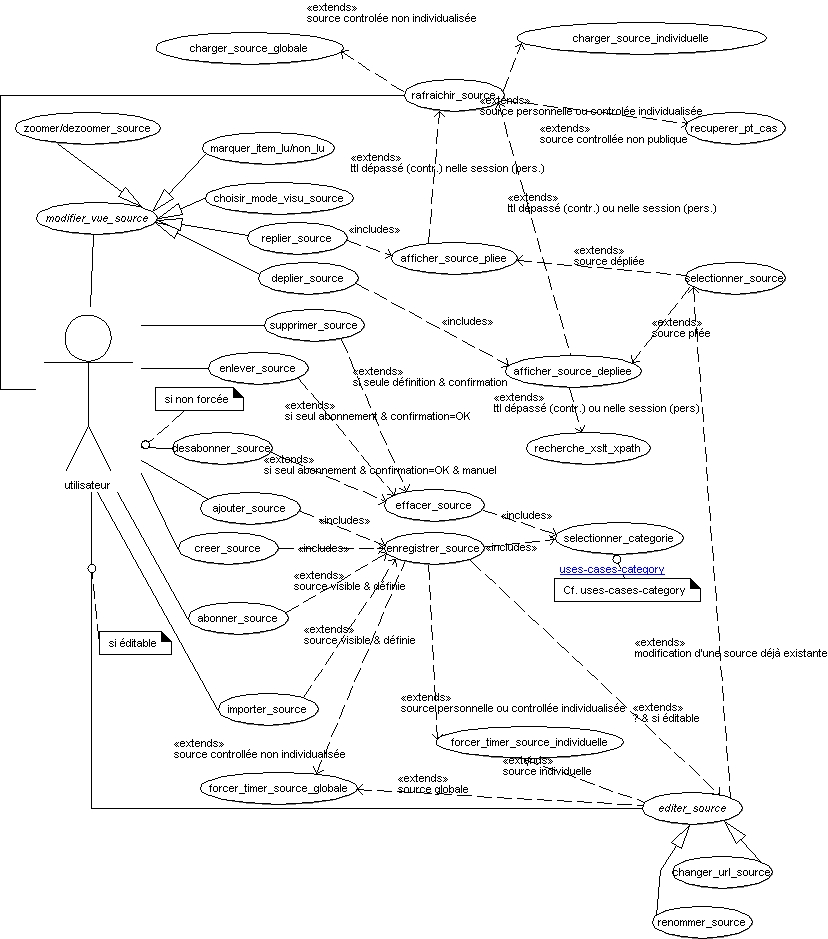 «extends»
source controlée non individualisée
charger_source_globale
charger_source_individuelle
rafraichir_source
«extends»
source personnelle ou controlée individualisée
zoomer/dezoomer_source
«extends»
source controllée non publique
recuperer_pt_cas
marquer_item_lu/non_lu
«extends»
ttl dépassé (contr.) nelle session (pers.)
choisir_mode_visu_source
«extends»
ttl dépassé (contr.) ou nelle session (pers.)
modifier_vue_source
replier_source
«includes»
afficher_source_pliee
«extends»
source dépliée
deplier_source
selectionner_source
supprimer_source
«includes»
«extends»
source pliée
enlever_source
«extends»
si seule définition & confirmation
afficher_source_depliee
si non forcée
«extends»
si seul abonnement & confirmation=OK
«extends»
ttl dépassé (contr.) ou nelle session (pers)
desabonner_source
«extends»
si seul abonnement & confirmation=OK & manuel
recherche_xslt_xpath
utilisateur
ajouter_source
effacer_source
«includes»
«includes»
selectionner_categorie
creer_source
«includes»
enregistrer_source
«includes»
uses-cases-category
Cf. uses-cases-category
«extends»
source visible & définie
abonner_source
«extends»
source visible & définie
si éditable
«extends»
modification d'une source déjà existante
importer_source
«extends»
source personnelle ou controllée individualisée
«extends»
? & si éditable
«extends»
source controllée non individualisée
forcer_timer_source_individuelle
«extends»
source individuelle
forcer_timer_source_globale
«extends»
source globale
editer_source
changer_url_source
renommer_source